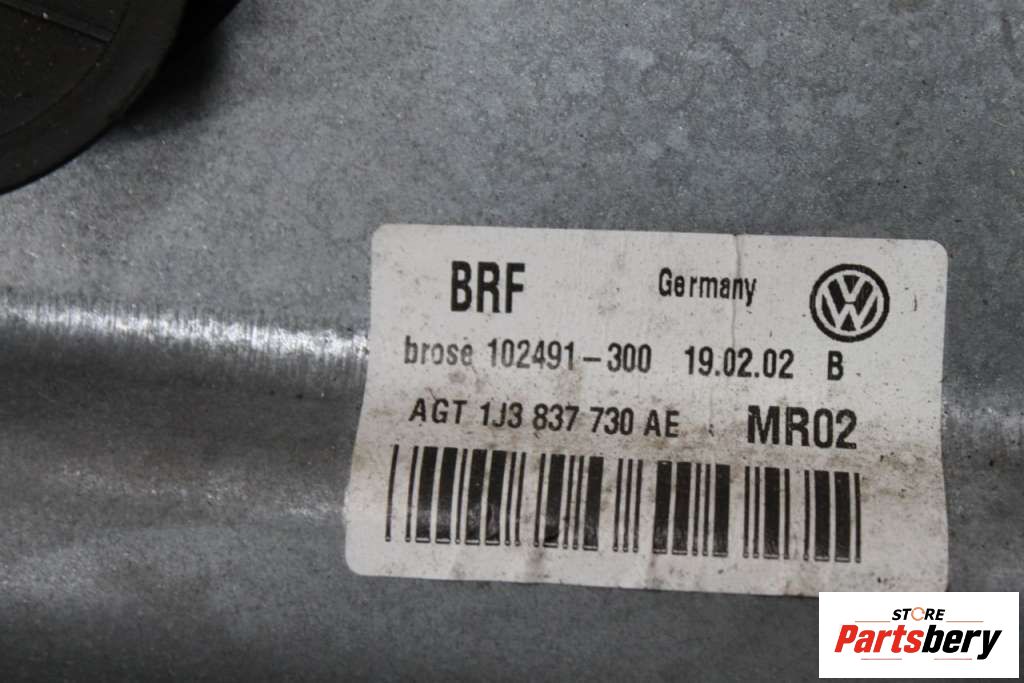 BRF Germany
brose 102491-300 19.02.02 B
AGT 1J3 837 730 AE MR02
STORE
Partsbery